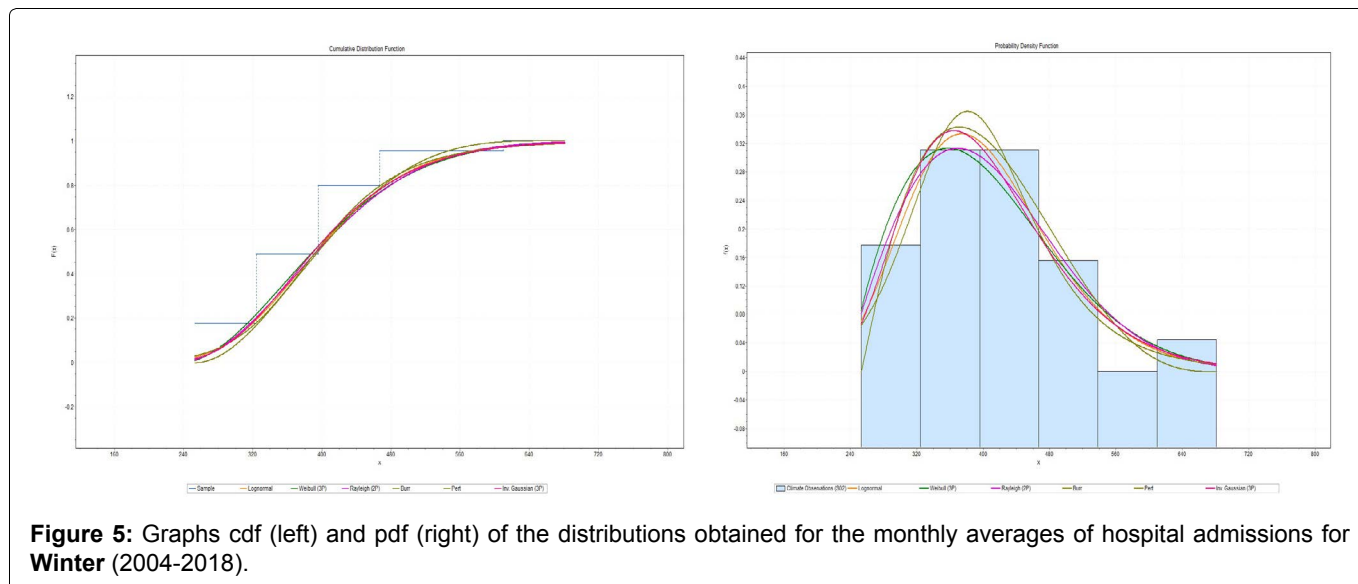 Cumulative Distribution Function
1.2
1
0.8
0.6
0.4
0.2
0
-0.2
F(x)
160 240 320 400 480 560 640 720 800
x
Sample Lognormal Weibull (3P) Rayleigh (2P) Burr Pert Inv. Gaussian (3P)
Probability Density Function
0.44
0.4
0.36
0.32
0.28
0.24
0.2
0.16
0.12
0.08
0.04
0
-0.04
-0.08
f(x)
160 240 320 400 480 560 640 720 800
x
Climate Observations Lognormal Weibull (3P) Rayleigh (2P) Burr Pert Inv. Gaussian (3P)
Figure 5: Graphs cdf (left) and pdf (right) of the distributions obtained for the monthly averages of hospital admissions for
Winter (2004-2018).